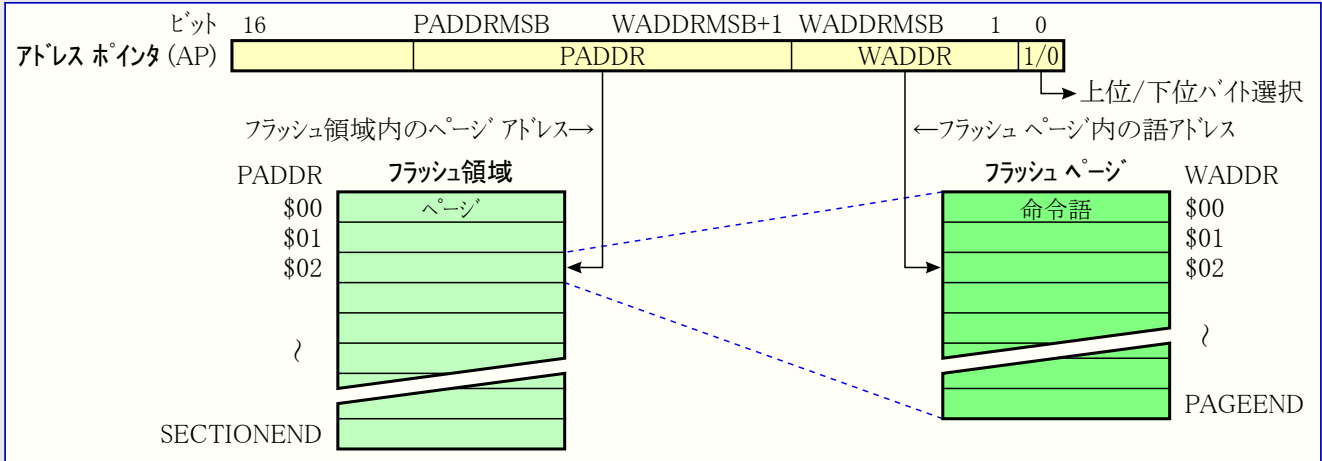 ビット 16 PADDRMSB WADDRMSB+1 WADDRMSB 1 0
アドレス ポインタ (AP) PADDR WADDR 1/0
上位/下位バイト選択
フラッシュ領域内のページ アドレス→ ←フラッシュ ページ内の語アドレス
PADDR フラッシュ領域 フラッシュ ページ WADDR
$00 ページ 命令語 $00
$01 $01
$02 $02
~ ~
PAGEEND
SECTIONEND